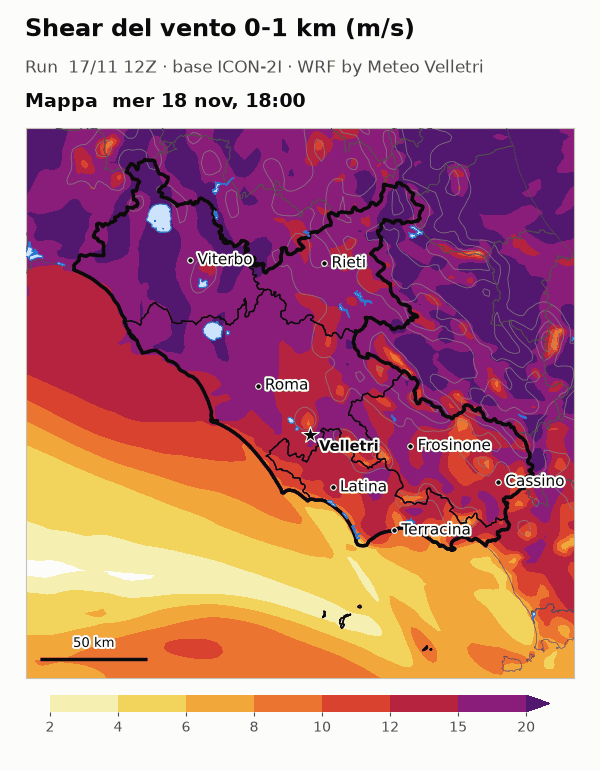 Shear del vento 0-1 km (m/s)
Run  17/11 12Z · base ICON-2I · WRF by Meteo Velletri
Mappa  mer 18 nov, 18:00
Viterbo
Rieti
Roma
Velletri
Frosinone
Cassino
Latina
Terracina
50 km
2 4 6 8 10 12 15 20